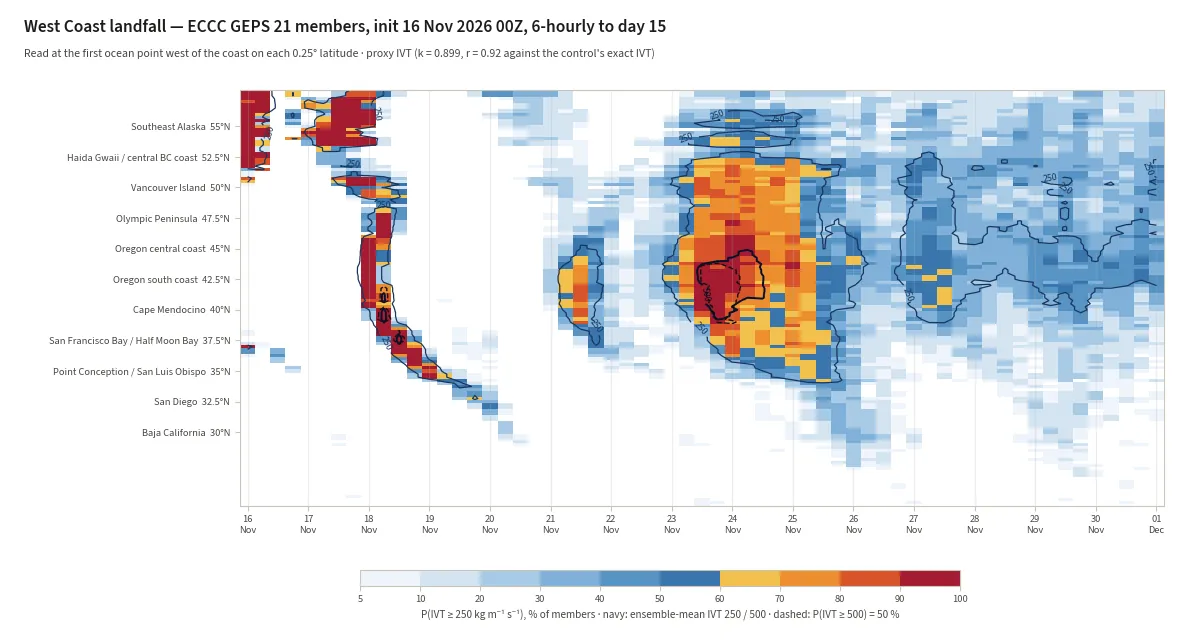 West Coast landfall — ECCC GEPS 21 members, init 16 Nov 2026 00Z, 6-hourly to day 15
Read at the first ocean point west of the coast on each 0.25° latitude · proxy IVT (k = 0.899, r = 0.92 against the control's exact IVT)
Southeast Alaska 55°N
Haida Gwaii / central BC coast 52.5°N
Vancouver Island 50°N
Olympic Peninsula 47.5°N
Oregon central coast 45°N
Oregon south coast 42.5°N
Cape Mendocino 40°N
San Francisco Bay / Half Moon Bay 37.5°N
Point Conception / San Luis Obispo 35°N
San Diego 32.5°N
Baja California 30°N
250
250
250
250
250
250
250
250
250
250
250
16 Nov
17 Nov
18 Nov
19 Nov
20 Nov
21 Nov
22 Nov
23 Nov
24 Nov
25 Nov
26 Nov
27 Nov
28 Nov
29 Nov
30 Nov
01 Dec
5 10 20 30 40 50 60 70 80 90 100
P(IVT ≥ 250 kg m⁻¹ s⁻¹), % of members · navy: ensemble-mean IVT 250 / 500 · dashed: P(IVT ≥ 500) = 50 %